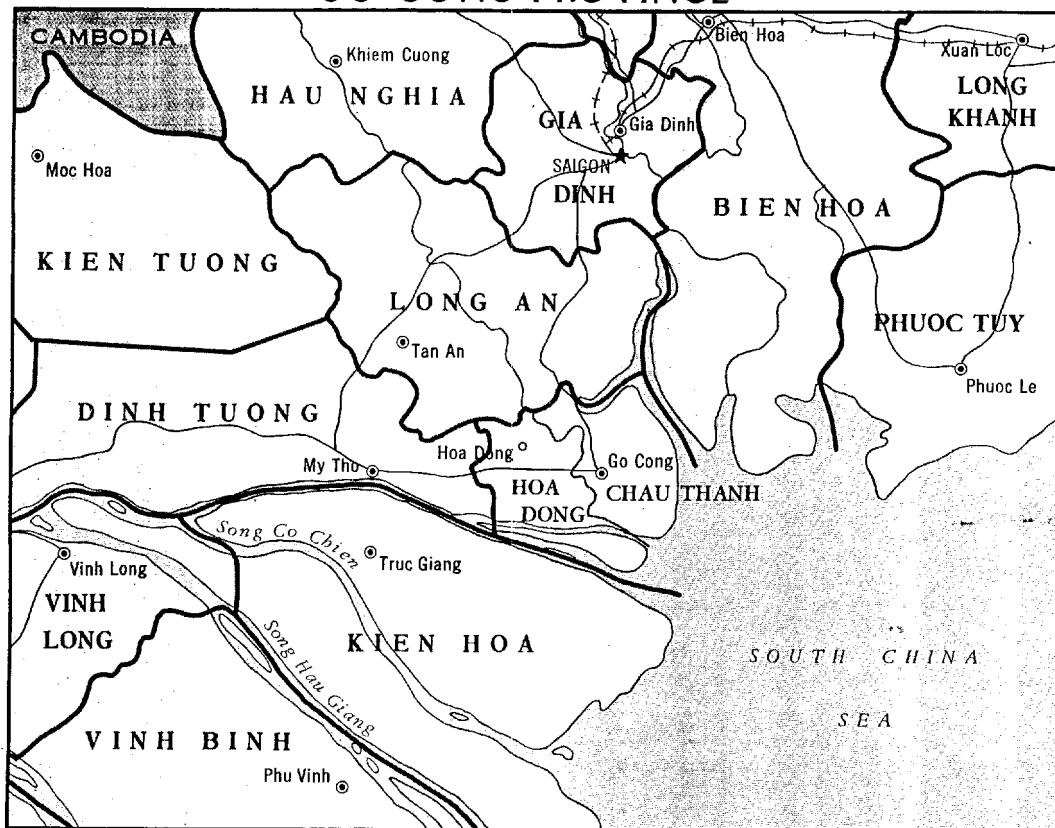 CAMBODIA
Khiem Cuong
HAU NGHIA
Bien Hoa
Xuan Loc
LONG
KHANH
GIA
Gia Dinh
SAIGON
DINH
Moc Hoa
BIEN HOA
KIEN TUONG
LONG AN
PHUOC TUY
Tan An
Phuoc Le
DINH TUONG
Hoa Dong
My Tho
Go Cong
HOA
DONG
CHAU THANH
Song Co Chien
Truc Giang
Vinh Long
VINH
LONG
KIEN HOA
Song Hau Giang
SOUTH CHINA
SEA
VINH BINH
Phu Vinh